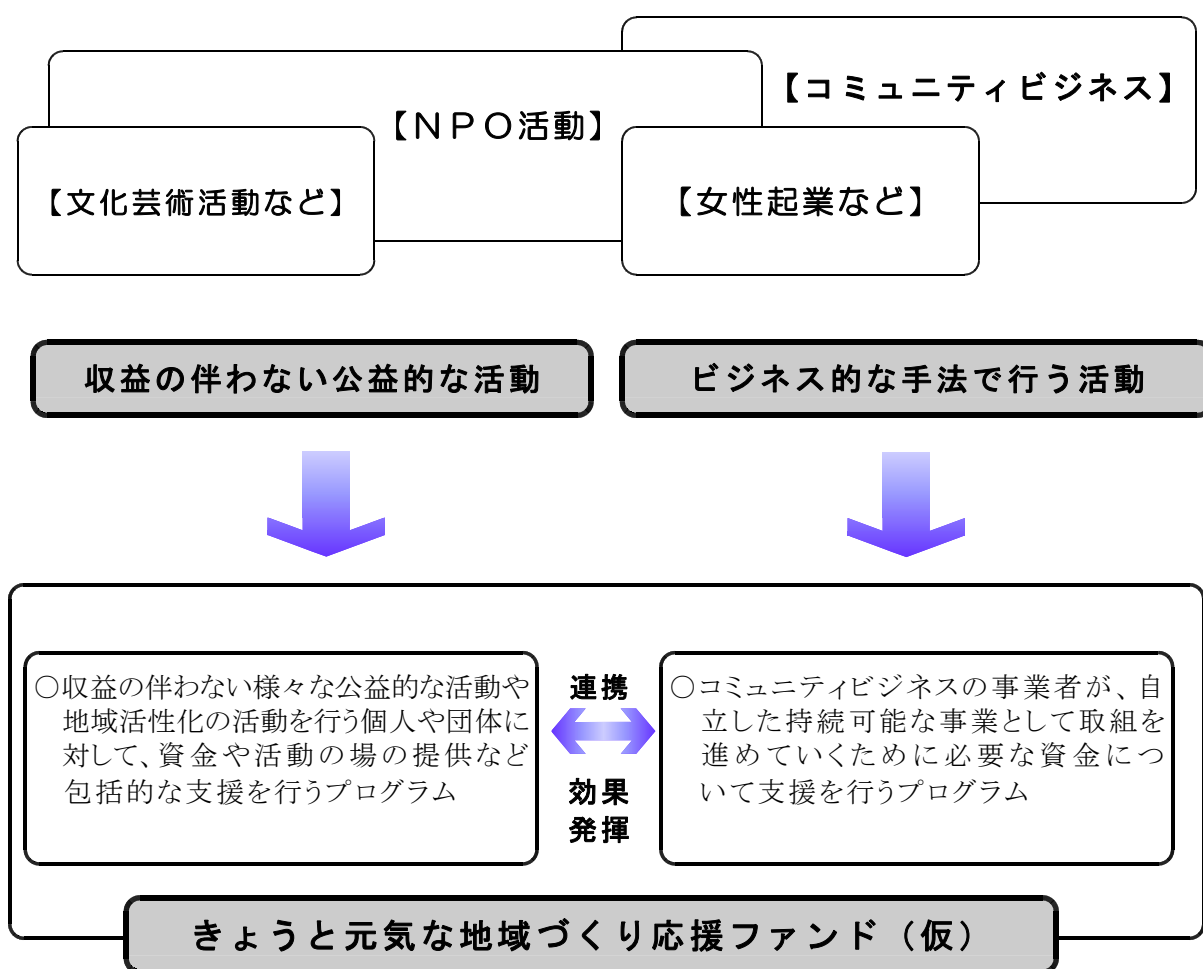 【コミュニティビジネス】
【ＮＰＯ活動】
【文化芸術活動など】
【女性起業など】
収益の伴わない公益的な活動
ビジネス的な手法で行う活動
○収益の伴わない様々な公益的な活動や
地域活性化の活動を行う個人や団体に
対して、資金や活動の場の提供など
包括的な支援を行うプログラム
連携
効果
発揮
○コミュニティビジネスの事業者が、自
立した持続可能な事業として取組を
進めていくために必要な資金につ
いて支援を行うプログラム
きょうと元気な地域づくり応援ファンド（仮）